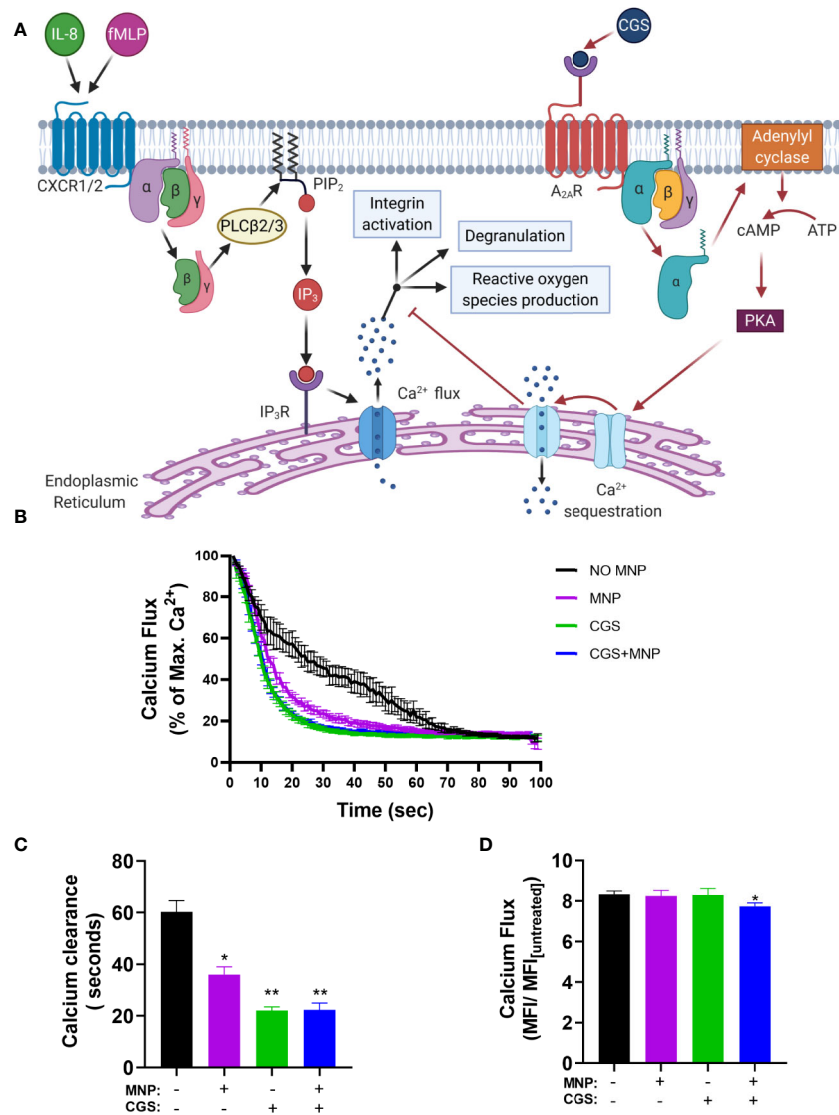 A
IL-8
fMLP
CGS
CXCR1/2
α
β
γ
PIP2
PLCβ2/3
β
γ
IP3
IP3R
Integrin
activation
Degranulation
Reactive oxygen
species production
Ca2+ flux
Endoplasmic
Reticulum
A2AR
α
β
γ
α
Adenylyl
cyclase
cAMP
ATP
PKA
Ca2+
sequestration
B
Calcium Flux
(% of Max. Ca2+)
100
80
60
40
20
0
0 10 20 30 40 50 60 70 80 90 100
Time (sec)
NO MNP
MNP
CGS
CGS+MNP
C
Calcium clearance
( seconds)
80
60
40
20
0
* ** **
MNP: - + - +
CGS: - - + +
D
Calcium Flux
(MFI/ MFI[untreated])
10
8
6
4
2
0
*
MNP: - + - +
CGS: - - + +